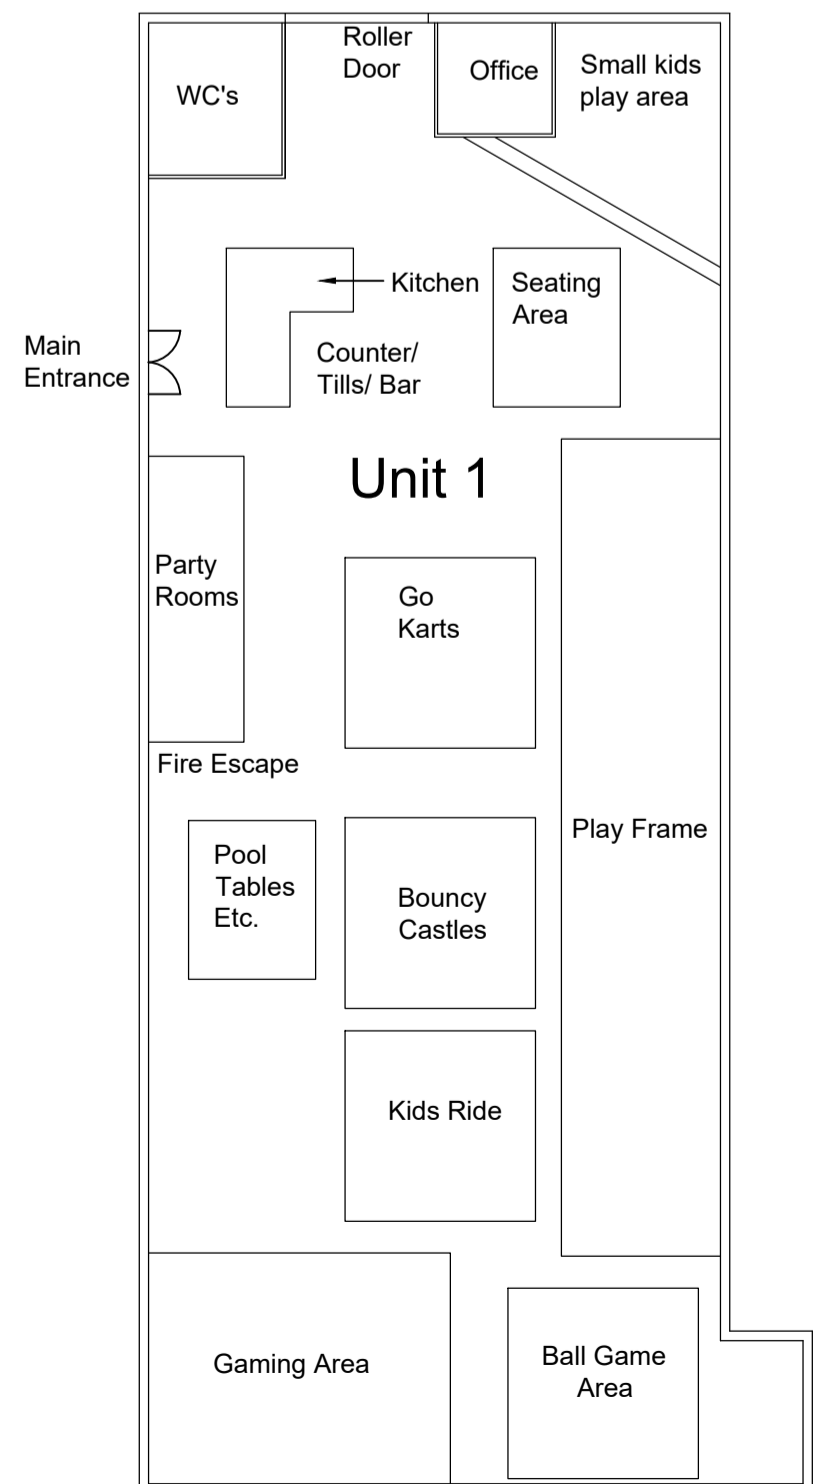 Roller
Door
WC's
Office
Small kids
play area
Kitchen
Seating
Area
Main
Entrance
Counter/
Tills/ Bar
Unit 1
Party
Rooms
Go
Karts
Fire Escape
Play Frame
Pool
Tables
Etc.
Bouncy
Castles
Kids Ride
Gaming Area
Ball Game
Area